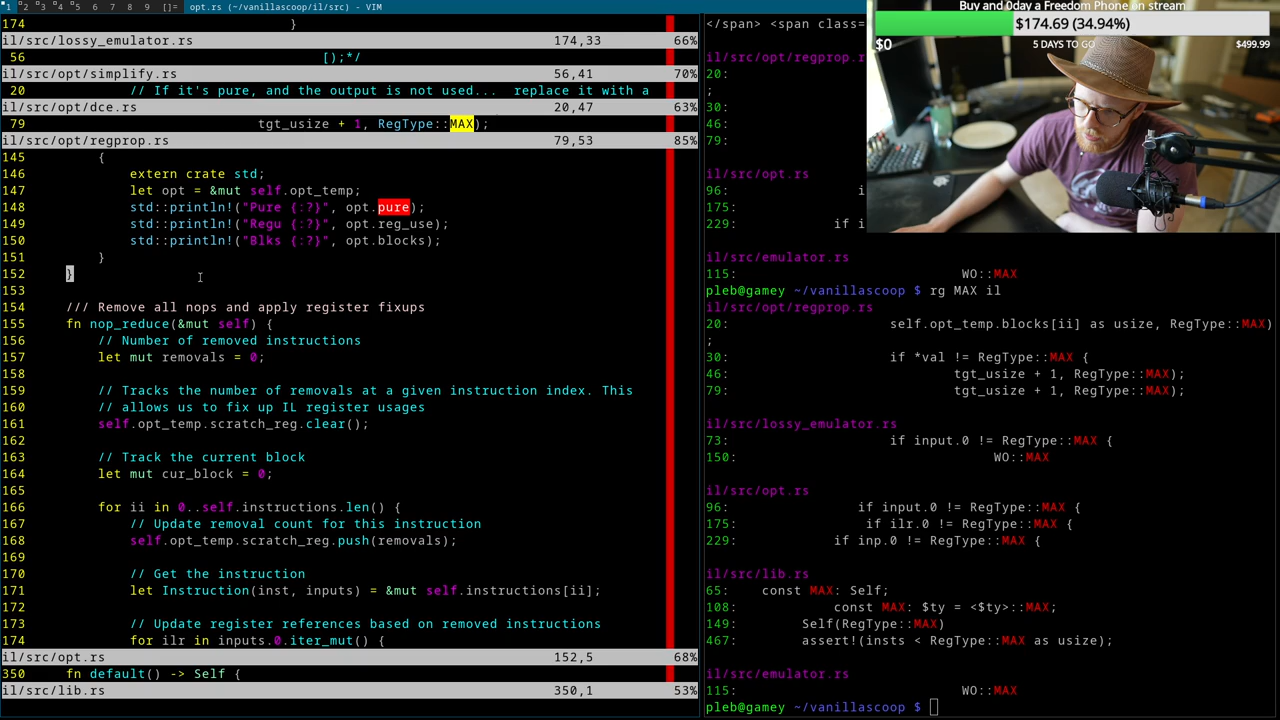 1 2 3 4 5 6 7 8 9 []= opt.rs (~/vanillascoop/il/src) - VIM
174 }
il/src/lossy_emulator.rs 174,33 66%
56 [);*/
il/src/opt/simplify.rs 56,41 70%
20 // If it's pure, and the output is not used... replace it with a
il/src/opt/dce.rs 20,47 63%
79 tgt_usize + 1, RegType::MAX);
il/src/opt/regprop.rs 79,53 85%
145 {
146 extern crate std;
147 let opt = &mut self.opt_temp;
148 std::println!("Pure {:?}", opt.pure);
149 std::println!("Regu {:?}", opt.reg_use);
150 std::println!("Blks {:?}", opt.blocks);
151 }
152 }
153
154 /// Remove all nops and apply register fixups
155 fn nop_reduce(&mut self) {
156 // Number of removed instructions
157 let mut removals = 0;
158
159 // Tracks the number of removals at a given instruction index. This
160 // allows us to fix up IL register usages
161 self.opt_temp.scratch_reg.clear();
162
163 // Track the current block
164 let mut cur_block = 0;
165
166 for ii in 0..self.instructions.len() {
167 // Update removal count for this instruction
168 self.opt_temp.scratch_reg.push(removals);
169
170 // Get the instruction
171 let Instruction(inst, inputs) = &mut self.instructions[ii];
172
173 // Update register references based on removed instructions
174 for ilr in inputs.0.iter_mut() {
il/src/opt.rs 152,5 68%
350 fn default() -> Self {
il/src/lib.rs 350,1 53%
</span> <span class=
il/src/opt/regprop.r
20:
;
30:
46:
79:
il/src/opt.rs
96: i
175:
229: if i
il/src/emulator.rs
115: WO::MAX
pleb@gamey ~/vanillascoop $ rg MAX il
il/src/opt/regprop.rs
20: self.opt_temp.blocks[ii] as usize, RegType::MAX)
;
30: if *val != RegType::MAX {
46: tgt_usize + 1, RegType::MAX);
79: tgt_usize + 1, RegType::MAX);
il/src/lossy_emulator.rs
73: if input.0 != RegType::MAX {
150: WO::MAX
il/src/opt.rs
96: if input.0 != RegType::MAX {
175: if ilr.0 != RegType::MAX {
229: if inp.0 != RegType::MAX {
il/src/lib.rs
65: const MAX: Self;
108: const MAX: $ty = <$ty>::MAX;
149: Self(RegType::MAX)
467: assert!(insts < RegType::MAX as usize);
il/src/emulator.rs
115: WO::MAX
pleb@gamey ~/vanillascoop $
Buy and 0day a Freedom Phone on stream
$174.69 (34.94%)
$0 5 DAYS TO GO $499.99